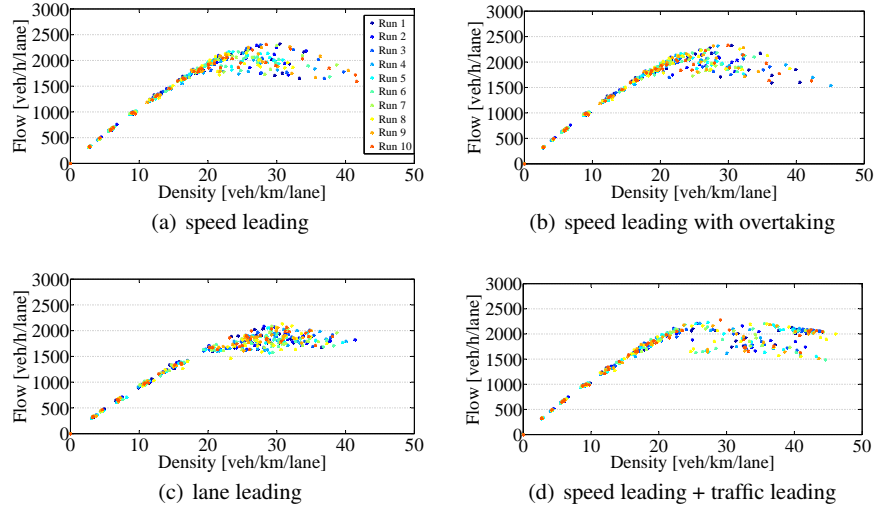 3000
2500
2000
1500
1000
500
0
Flow [veh/h/lane]
0 10 20 30 40 50
Density [veh/km/lane]
Run 1
Run 2
Run 3
Run 4
Run 5
Run 6
Run 7
Run 8
Run 9
Run 10
(a) speed leading
3000
2500
2000
1500
1000
500
0
Flow [veh/h/lane]
0 10 20 30 40 50
Density [veh/km/lane]
(b) speed leading with overtaking
3000
2500
2000
1500
1000
500
0
Flow [veh/h/lane]
0 10 20 30 40 50
Density [veh/km/lane]
(c) lane leading
3000
2500
2000
1500
1000
500
0
Flow [veh/h/lane]
0 10 20 30 40 50
Density [veh/km/lane]
(d) speed leading + traffic leading